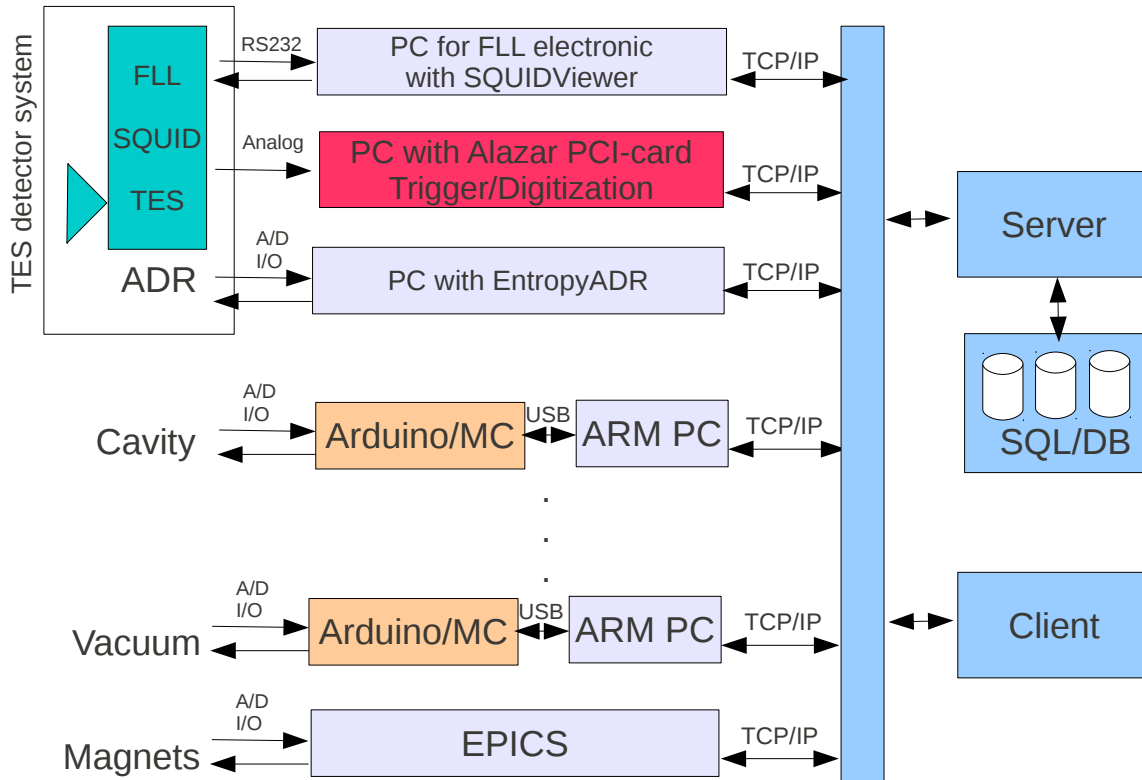 TES detector system
FLL
SQUID
TES
ADR
RS232
PC for FLL electronic
with SQUIDViewer
TCP/IP
Analog
PC with Alazar PCI-card
Trigger/Digitization
TCP/IP
A/D
I/O
PC with EntropyADR
TCP/IP
Server
SQL/DB
Cavity
A/D
I/O
Arduino/MC
USB
ARM PC
TCP/IP
.
.
.
Vacuum
A/D
I/O
Arduino/MC
USB
ARM PC
TCP/IP
Client
Magnets
A/D
I/O
EPICS
TCP/IP